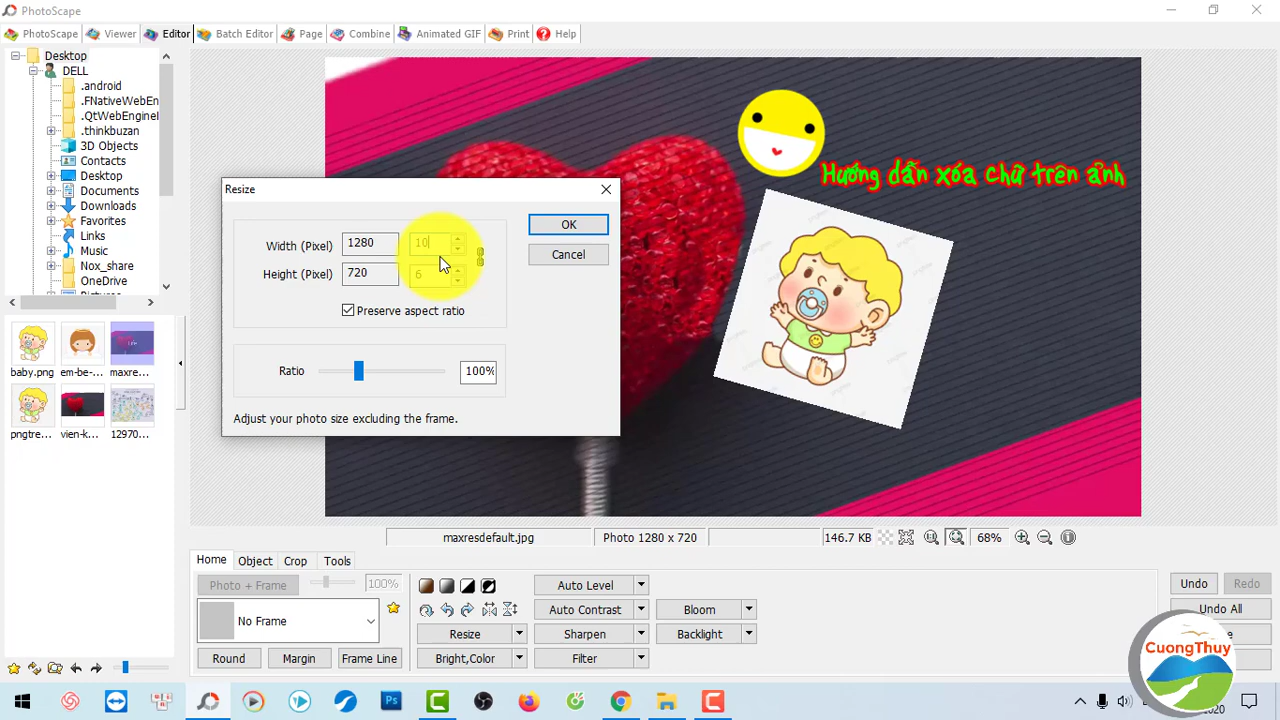 PhotoScape
PhotoScape Viewer Editor Batch Editor Page Combine Animated GIF Print Help
Desktop
DELL
.android
.FNativeWebEn
.QtWebEngineI
.thinkbuzan
3D Objects
Contacts
Desktop
Documents
Downloads
Favorites
Links
Music
Nox_share
OneDrive
baby.png em-be-... maxre...
pngtre... vien-k... 12970...
Hướng dẫn xóa chữ trên ảnh
Resize
Width (Pixel) 1280 10
Height (Pixel) 720 6
Preserve aspect ratio
OK
Cancel
Ratio 100%
Adjust your photo size excluding the frame.
maxresdefault.jpg Photo 1280 x 720 146.7 KB 68%
Home Object Crop Tools
Photo + Frame 100%
No Frame
Round Margin Frame Line
Resize
Bright,Color
Auto Level
Auto Contrast Bloom
Sharpen Backlight
Filter
Undo Redo
Undo All
CuongThuy
Ps